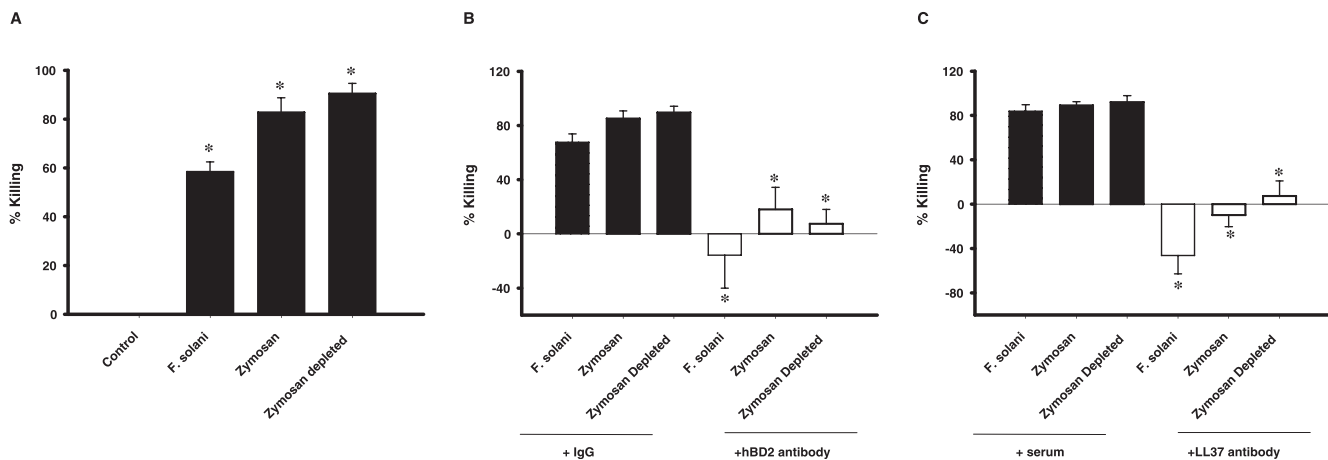 A
% Killing
100
80
60
40
20
0
*
*
*
Control
F. solani
Zymosan
Zymosan depleted
B
% Killing
120
80
40
0
-40
*
*
*
F. solani
Zymosan
Zymosan Depleted
F. solani
Zymosan
Zymosan Depleted
+ IgG
+hBD2 antibody
C
% Killing
120
80
40
0
-40
-80
*
*
*
F. solani
Zymosan
Zymosan Depleted
F. solani
Zymosan
Zymosan Depleted
+ serum
+LL37 antibody